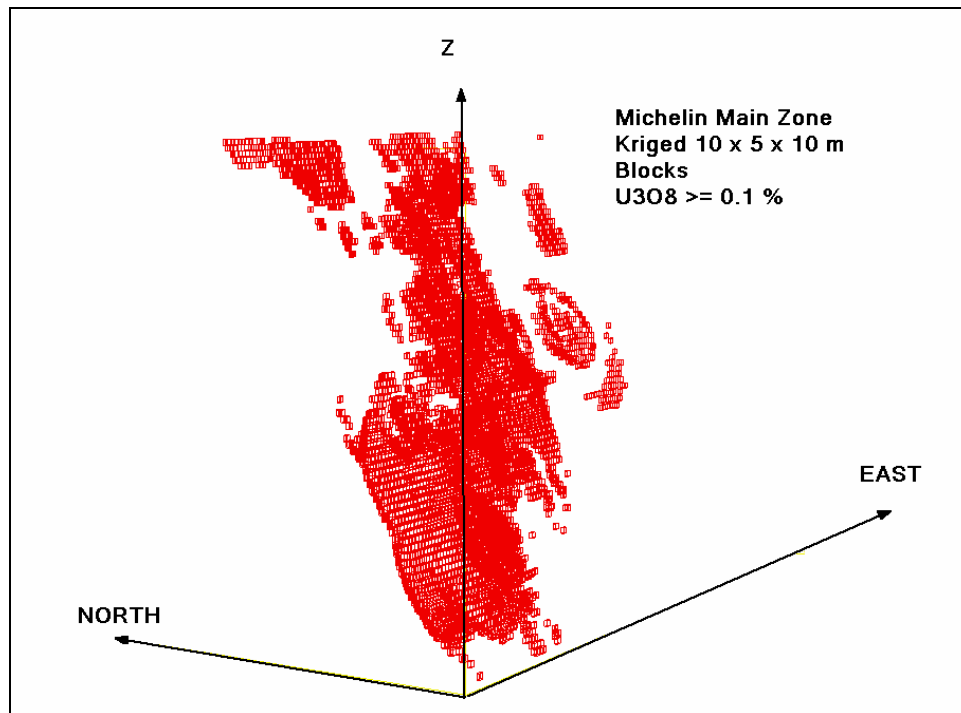 Z
Michelin Main Zone
Kriged 10 x 5 x 10 m
Blocks
U3O8 >= 0.1 %
EAST
NORTH